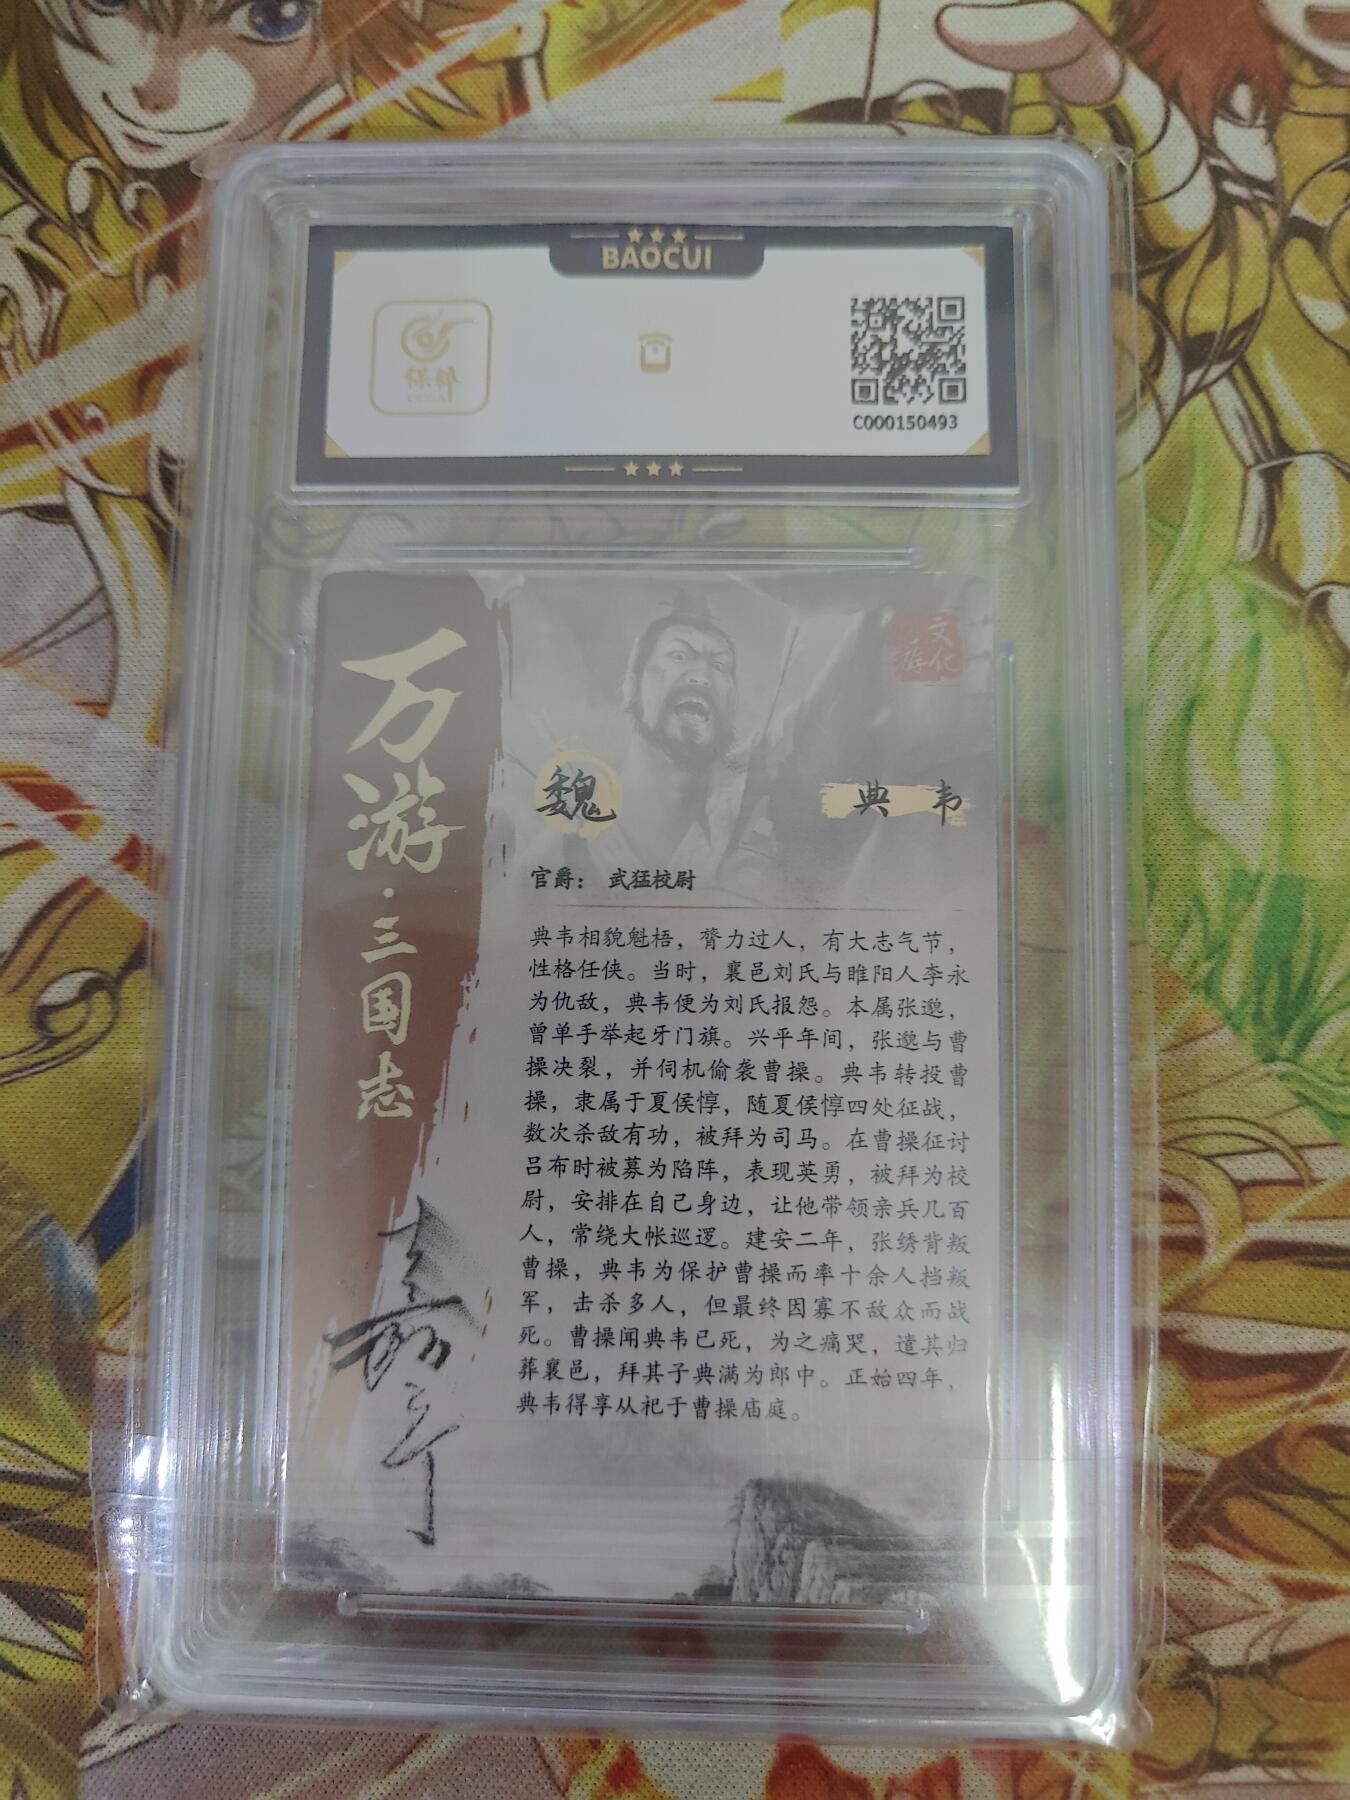 BAOCUI
保粹
C000150493
万游·三国志
文化
游
魏
典韦
官爵： 武猛校尉
典韦相貌魁梧，膂力过人，有大志气节，
性格任侠。当时，襄邑刘氏与睢阳人李永
为仇敌，典韦便为刘氏报怨。本属张邈，
曾单手举起牙门旗。兴平年间，张邈与曹
操决裂，并伺机偷袭曹操。典韦转投曹
操，隶属于夏侯惇，随夏侯惇四处征战，
数次杀敌有功，被拜为司马。在曹操征讨
吕布时被募为陷阵，表现英勇，被拜为校
尉，安排在自己身边，让他带领亲兵几百
人，常绕大帐巡逻。建安二年，张绣背叛
曹操，典韦为保护曹操而率十余人挡叛
军，击杀多人，但最终因寡不敌众而战
死。曹操闻典韦已死，为之痛哭，遣其归
葬襄邑，拜其子典满为郎中。正始四年，
典韦得享从祀于曹操庙庭。